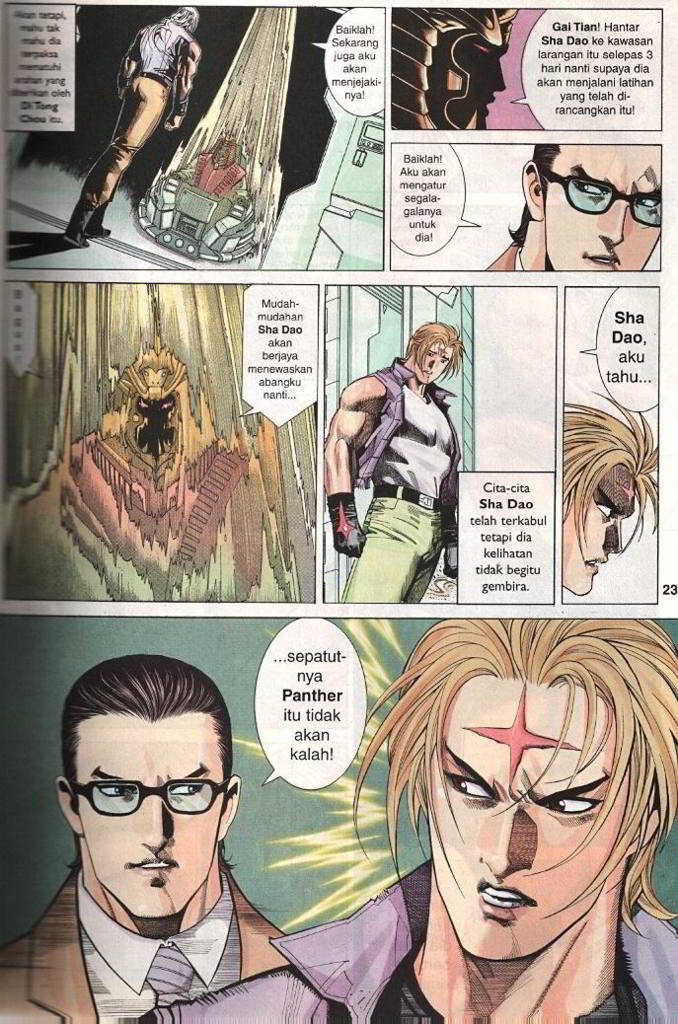 Akan tetapi,
mahu tak
mahu dia
terpaksa
mematuhi
arahan yang
diberikan oleh
Di Tong
Chou itu.
Baiklah!
Sekarang
juga aku
akan
menjejaki-
nya!
Gai Tian! Hantar
Sha Dao ke kawasan
larangan itu selepas 3
hari nanti supaya dia
akan menjalani latihan
yang telah di-
rancangkan itu!
Baiklah!
Aku akan
mengatur
segala-
galanya
untuk
dia!
Mudah-
mudahan
Sha Dao
akan
berjaya
menewaskan
abangku
nanti...
Cita-cita
Sha Dao
telah terkabul
tetapi dia
kelihatan
tidak begitu
gembira.
Sha
Dao,
aku
tahu...
23
...sepatut-
nya
Panther
itu tidak
akan
kalah!